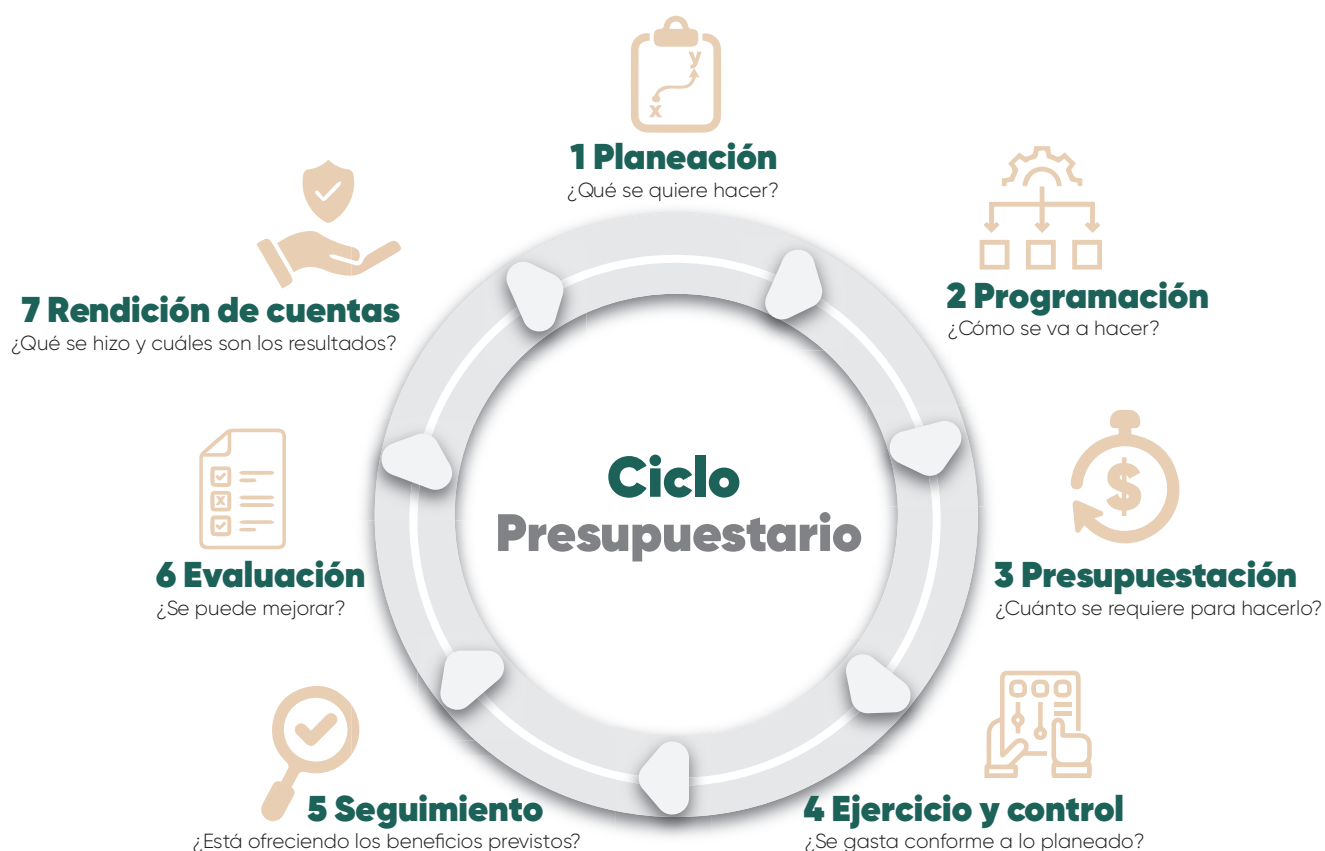 y
x
1 Planeación
¿Qué se quiere hacer?
2 Programación
¿Cómo se va a hacer?
$
3 Presupuestación
¿Cuánto se requiere para hacerlo?
4 Ejercicio y control
¿Se gasta conforme a lo planeado?
5 Seguimiento
¿Está ofreciendo los beneficios previstos?
6 Evaluación
¿Se puede mejorar?
7 Rendición de cuentas
¿Qué se hizo y cuáles son los resultados?
Ciclo
Presupuestario